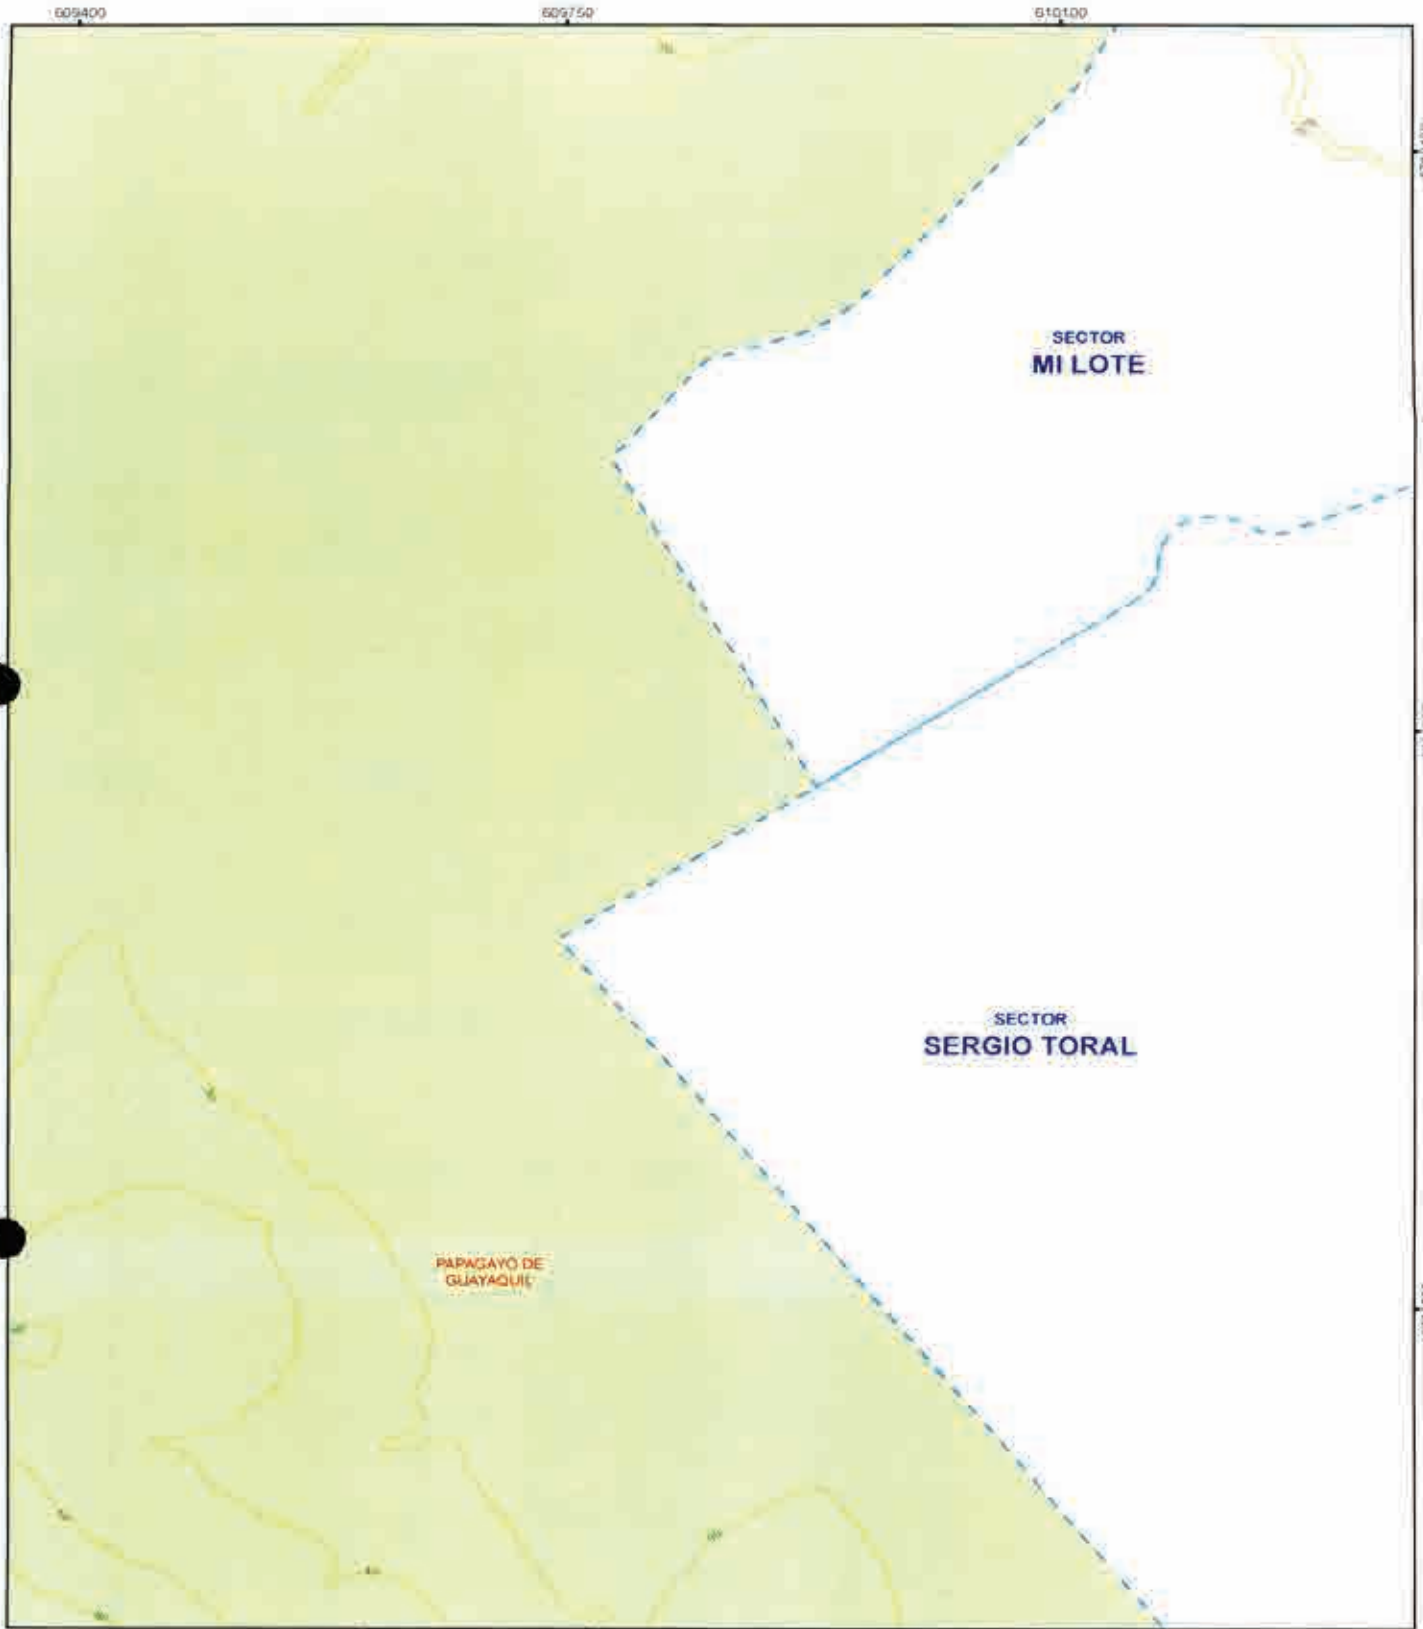 609400
609750
610100
SECTOR
MI LOTE
SECTOR
SERGIO TORAL
PAPAGAYO DE
GUAYAQUIL